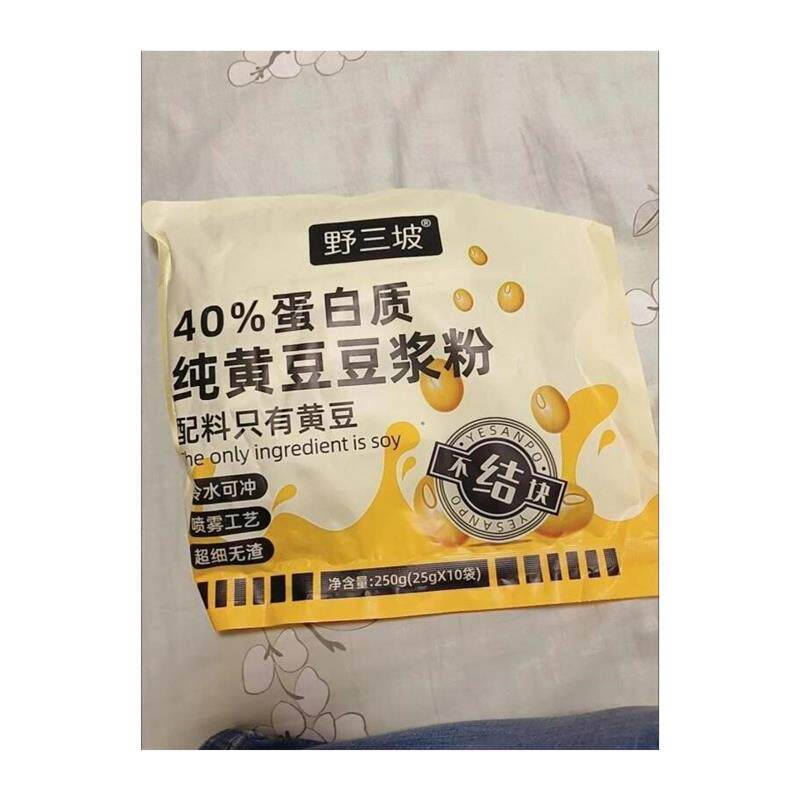 野三坡®
40%蛋白质
纯黄豆豆浆粉
配料只有黄豆
he only ingredient is soy
冷水可冲
喷雾工艺
超细无渣
YESANPO
不结块
YESANPO
净含量:250g(25gX10袋)